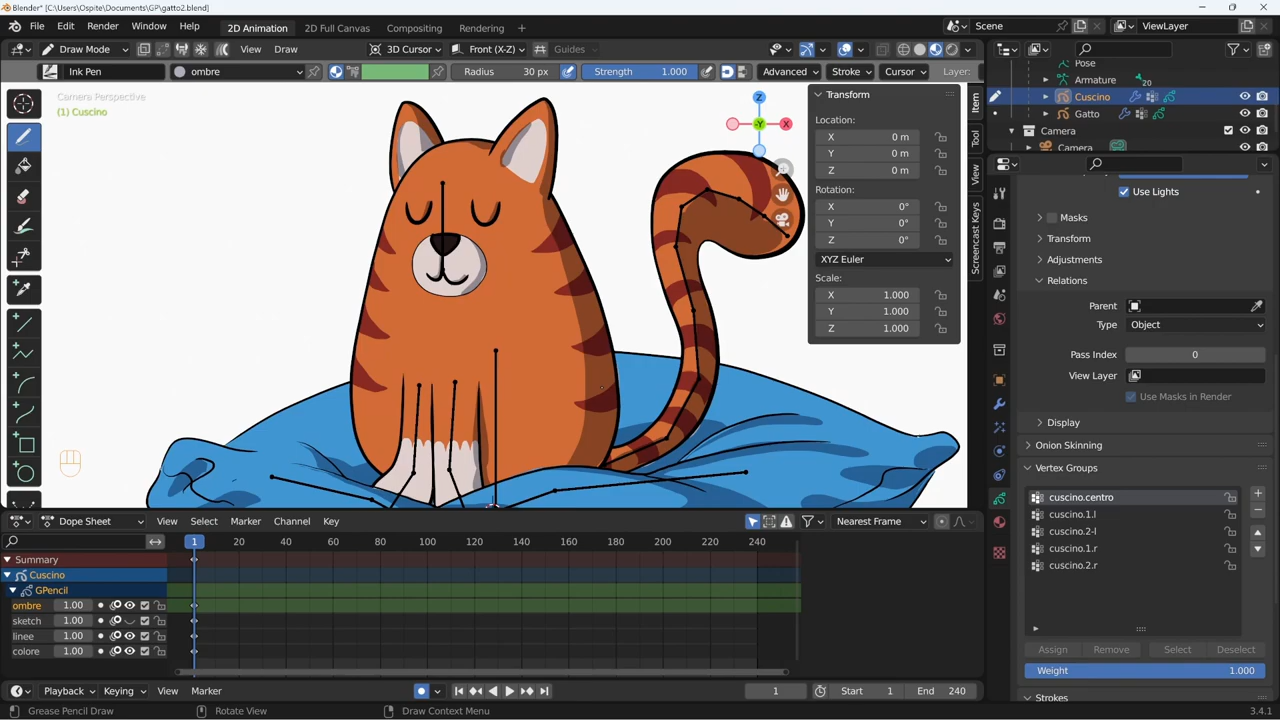 Blender* [C:\Users\Ospite\Documents\GP\gatto2.blend]
File Edit Render Window Help 2D Animation 2D Full Canvas Compositing Rendering Scene ViewLayer
Draw Mode View Draw 3D Cursor Front (X-Z) Guides
Ink Pen ombre Radius 30 px Strength 1.000 Advanced Stroke Cursor Layer:
Camera Perspective
(1) Cuscino
Z
X
-Y
Transform
Location:
X 0 m
Y 0 m
Z 0 m
Rotation:
X 0°
Y 0°
Z 0°
XYZ Euler
Scale:
X 1.000
Y 1.000
Z 1.000
Item
Tool
View
Screencast Keys
Pose
Armature 20
Cuscino
Gatto
Camera
Camera
Use Lights
Masks
Transform
Adjustments
Relations
Parent
Type Object
Pass Index 0
View Layer
Use Masks in Render
Display
Onion Skinning
Vertex Groups
cuscino.centro
cuscino.1.l
cuscino.2-l
cuscino.1.r
cuscino.2.r
Assign Remove Select Deselect
Weight 1.000
Strokes
Dope Sheet View Select Marker Channel Key Nearest Frame
1 20 40 60 80 100 120 140 160 180 200 220 240
Summary
Cuscino
GPencil
ombre 1.00
sketch 1.00
linee 1.00
colore 1.00
Playback Keying View Marker 1 Start 1 End 240
Grease Pencil Draw Rotate View Draw Context Menu 3.4.1